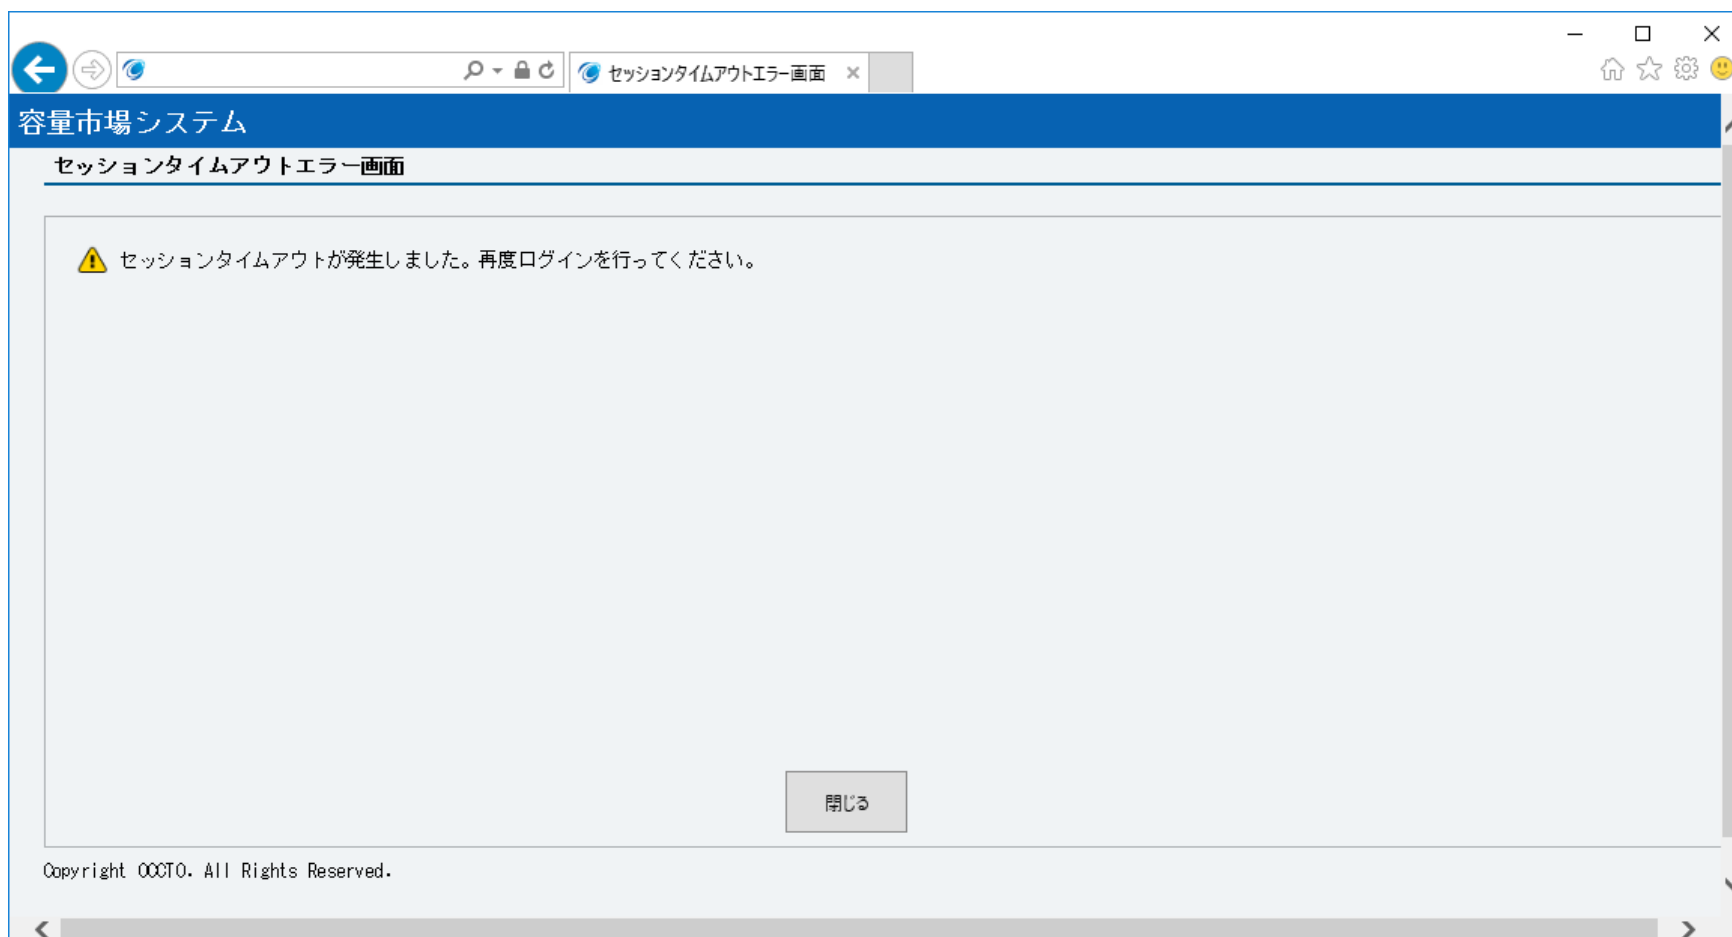 セッションタイムアウトエラー画面
容量市場システム
セッションタイムアウトエラー画面
セッションタイムアウトが発生しました。再度ログインを行ってください。
閉じる
Copyright OCCTO. All Rights Reserved.